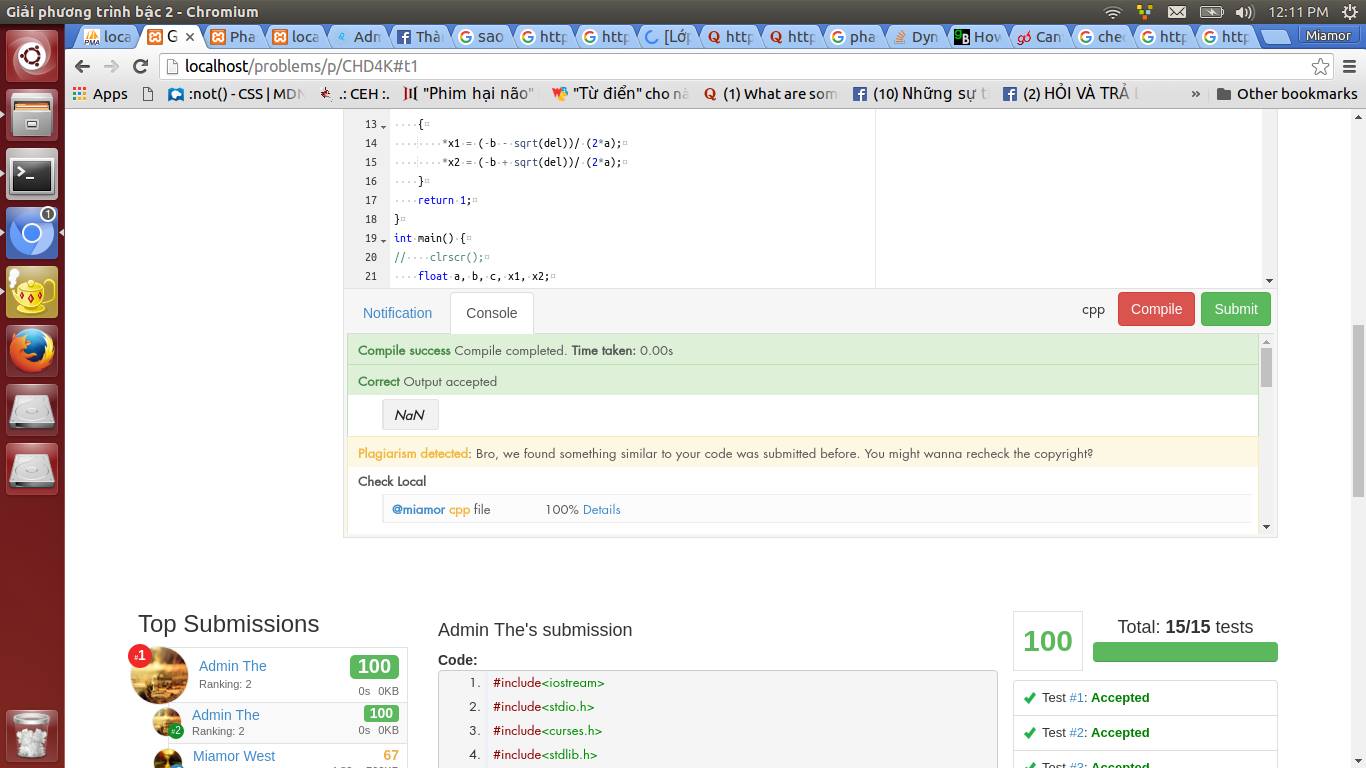 Giải phương trình bậc 2 - Chromium
12:11 PM
loca
G
Pha
loca
Adn
Thà
sao
http
http
[Lớp
http
http
pha
Dyn
How
Can
che
http
http
Miamor
localhost/problems/p/CHD4K#t1
Apps
:not() - CSS | MDN
.: CEH :.
"Phim hại não"
"Từ điển" cho nà
(1) What are som
(10) Những sự t
(2) HỎI VÀ TRẢ L
»
Other bookmarks
13 {
14 *x1 = (-b - sqrt(del))/ (2*a);
15 *x2 = (-b + sqrt(del))/ (2*a);
16 }
17 return 1;
18 }
19 int main() {
20 // clrscr();
21 float a, b, c, x1, x2;
Notification
Console
cpp
Compile
Submit
Compile success Compile completed. Time taken: 0.00s
Correct Output accepted
NaN
Plagiarism detected: Bro, we found something similar to your code was submitted before. You might wanna recheck the copyright?
Check Local
@miamor cpp file 100% Details
Top Submissions
#1
Admin The
Ranking: 2
100
0s 0KB
#2
Admin The
Ranking: 2
100
0s 0KB
Miamor West
67
Admin The's submission
Code:
1. #include<iostream>
2. #include<stdio.h>
3. #include<curses.h>
4. #include<stdlib.h>
100
Total: 15/15 tests
Test #1: Accepted
Test #2: Accepted
Test #3: Accepted